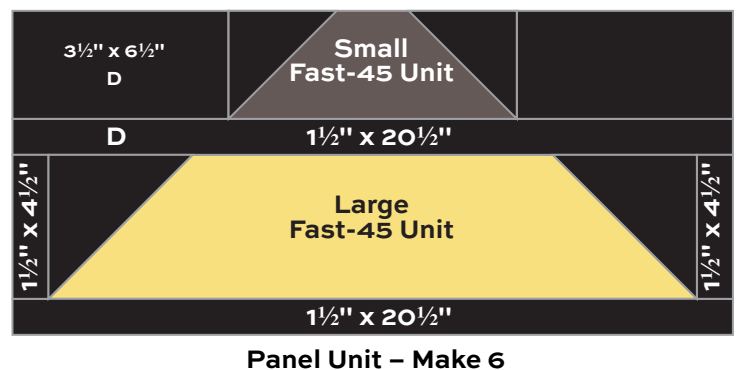 3½" x 6½"
D
Small
Fast-45 Unit
D
1½" x 20½"
1½" x 4½"
Large
Fast-45 Unit
1½" x 4½"
1½" x 20½"
Panel Unit – Make 6